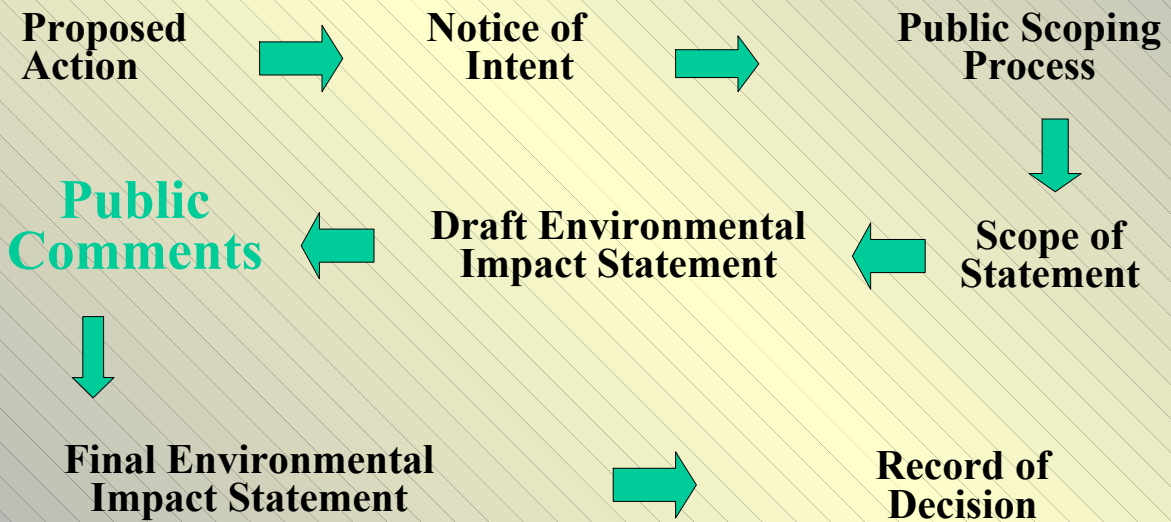 Proposed
Action
Notice of
Intent
Public Scoping
Process
Scope of
Statement
Draft Environmental
Impact Statement
Public
Comments
Final Environmental
Impact Statement
Record of
Decision